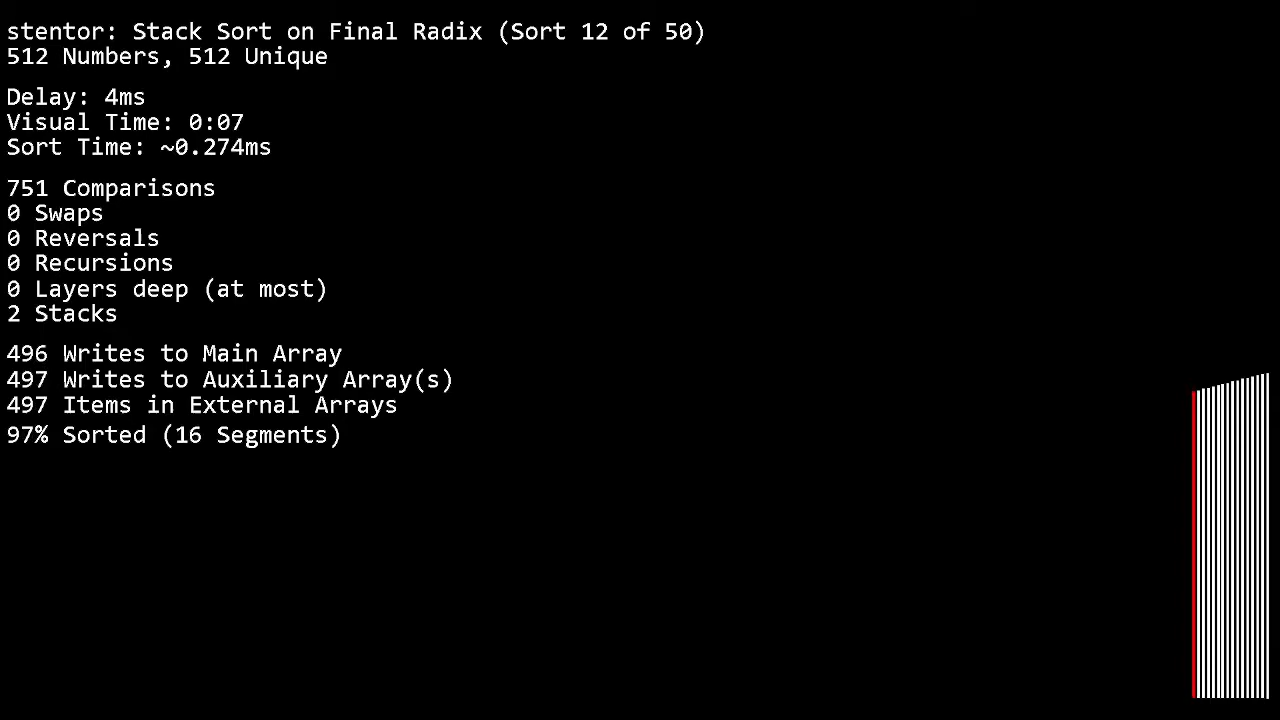 stentor: Stack Sort on Final Radix (Sort 12 of 50)
512 Numbers, 512 Unique
Delay: 4ms
Visual Time: 0:07
Sort Time: ~0.274ms
751 Comparisons
0 Swaps
0 Reversals
0 Recursions
0 Layers deep (at most)
2 Stacks
496 Writes to Main Array
497 Writes to Auxiliary Array(s)
497 Items in External Arrays
97% Sorted (16 Segments)